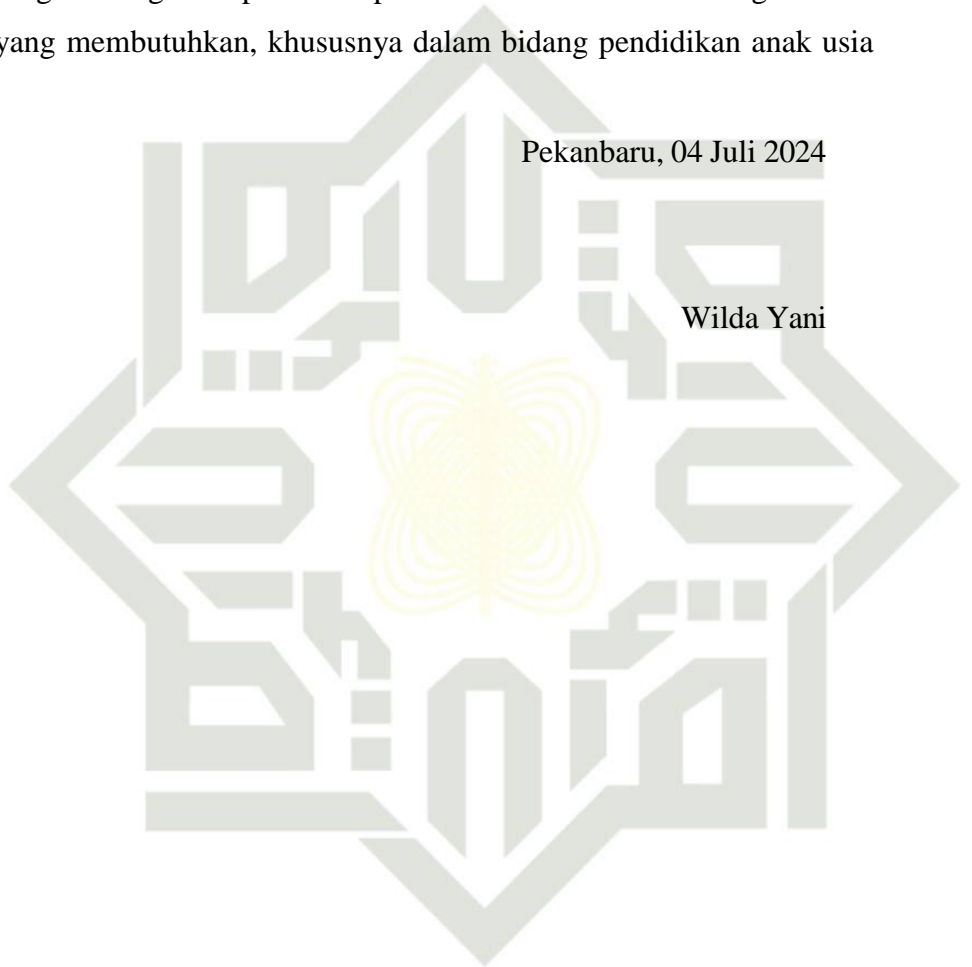 yang membutuhkan, khususnya dalam bidang pendidikan anak usia
Pekanbaru, 04 Juli 2024
Wilda Yani